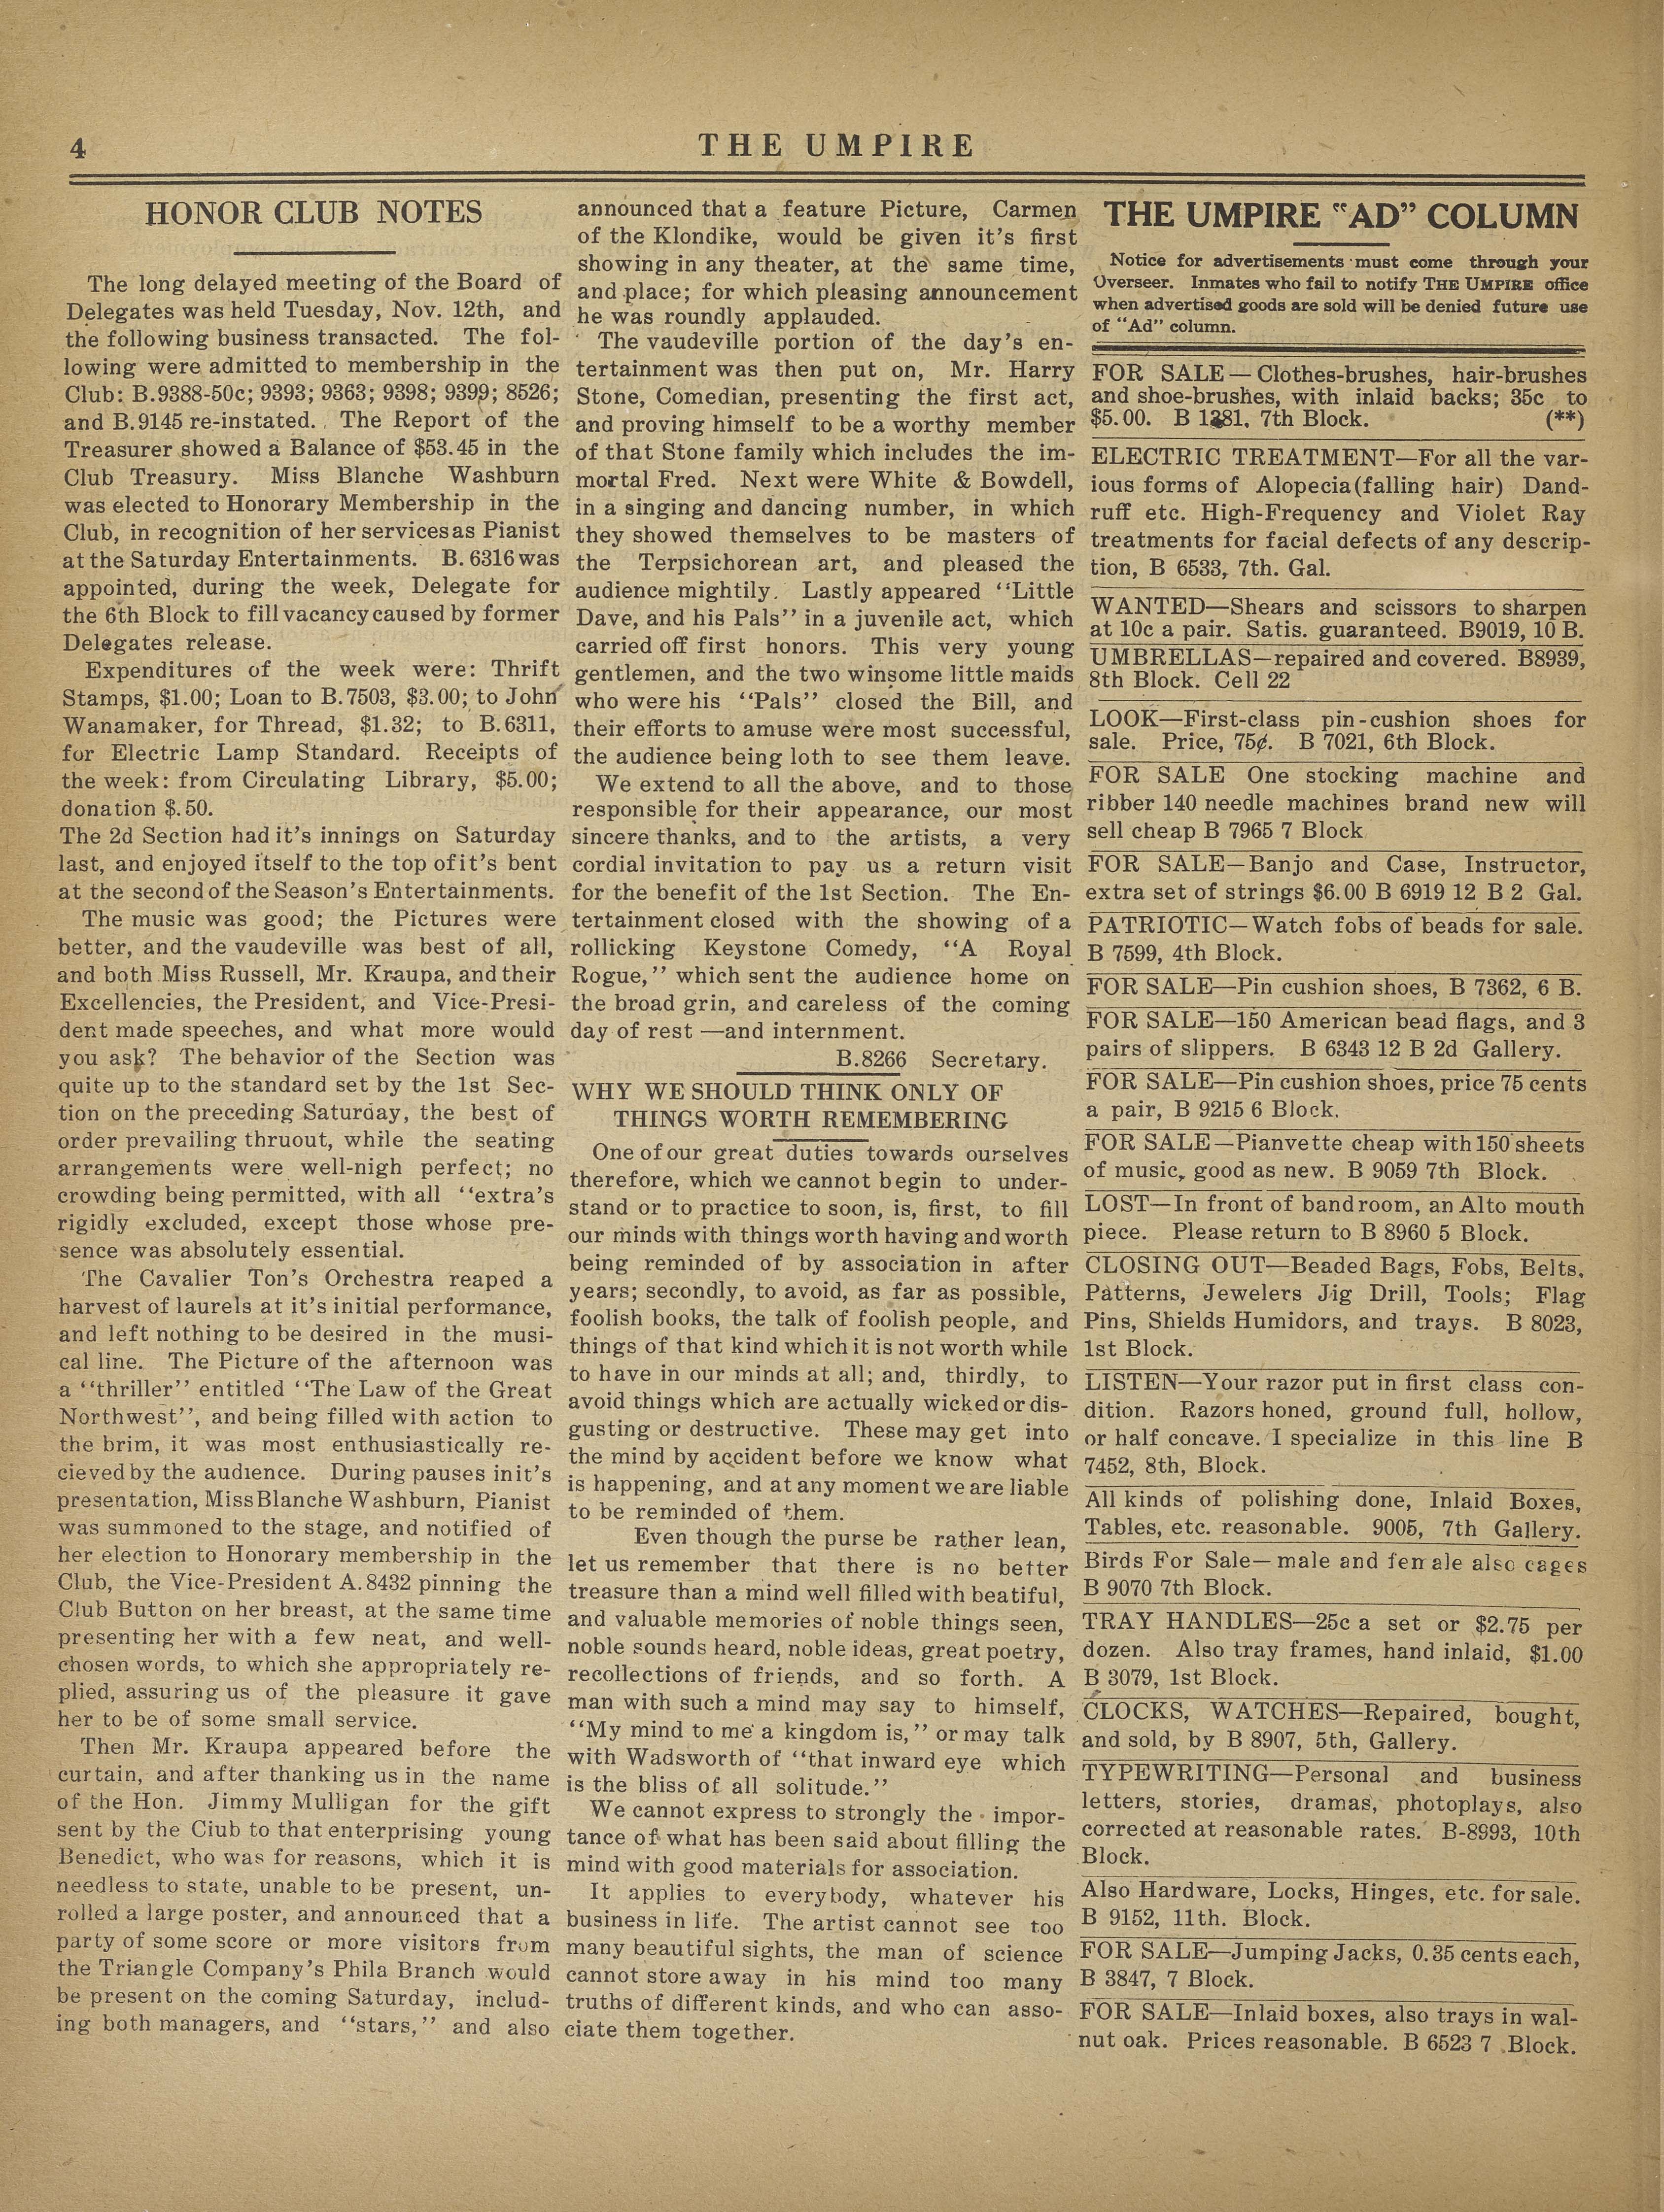 4
THE UMPIRE
HONOR CLUB NOTES
The long delayed meeting of the Board of
Delegates was held Tuesday, Nov. 12th, and
the following business transacted. The fol-
lowing were admitted to membership in the
Club: B.9388-50c; 9393; 9363; 9398; 9399; 8526;
and B.9145 re-instated. The Report of the
Treasurer showed a Balance of $53.45 in the
Club Treasury. Miss Blanche Washburn
was elected to Honorary Membership in the
Club, in recognition of her services as Pianist
at the Saturday Entertainments. B. 6316 was
appointed, during the week, Delegate for
the 6th Block to fill vacancy caused by former
Delegates release.
Expenditures of the week were: Thrift
Stamps, $1.00; Loan to B.7503, $3.00; to John
Wanamaker, for Thread, $1.32; to B.6311,
for Electric Lamp Standard. Receipts of
the week: from Circulating Library, $5.00;
donation $.50.
The 2d Section had it's innings on Saturday
last, and enjoyed itself to the top of it's bent
at the second of the Season's Entertainments.
The music was good; the Pictures were
better, and the vaudeville was best of all,
and both Miss Russell, Mr. Kraupa, and their
Excellencies, the President, and Vice-Presi-
dent made speeches, and what more would
you ask? The behavior of the Section was
quite up to the standard set by the 1st Sec-
tion on the preceding Saturday, the best of
order prevailing thruout, while the seating
arrangements were well-nigh perfect; no
crowding being permitted, with all "extra's
rigidly excluded, except those whose pre-
sence was absolutely essential.
The Cavalier Ton's Orchestra reaped a
harvest of laurels at it's initial performance,
and left nothing to be desired in the musi-
cal line. The Picture of the afternoon was
a "thriller" entitled "The Law of the Great
Northwest", and being filled with action to
the brim, it was most enthusiastically re-
cieved by the audience. During pauses in it's
presentation, Miss Blanche Washburn, Pianist
was summoned to the stage, and notified of
her election to Honorary membership in the
Club, the Vice-President A.8432 pinning the
Club Button on her breast, at the same time
presenting her with a few neat, and well-
chosen words, to which she appropriately re-
plied, assuring us of the pleasure it gave
her to be of some small service.
Then Mr. Kraupa appeared before the
curtain, and after thanking us in the name
of the Hon. Jimmy Mulligan for the gift
sent by the Club to that enterprising young
Benedict, who was for reasons, which it is
needless to state, unable to be present, un-
rolled a large poster, and announced that a
party of some score or more visitors from
the Triangle Company's Phila Branch would
be present on the coming Saturday, includ-
ing both managers, and "stars," and also
announced that a feature Picture, Carmen
of the Klondike, would be given it's first
showing in any theater, at the same time,
and place; for which pleasing announcement
he was roundly applauded.
The vaudeville portion of the day's en-
tertainment was then put on, Mr. Harry
Stone, Comedian, presenting the first act,
and proving himself to be a worthy member
of that Stone family which includes the im-
mortal Fred. Next were White & Bowdell,
in a singing and dancing number, in which
they showed themselves to be masters of
the Terpsichorean art, and pleased the
audience mightily. Lastly appeared "Little
Dave, and his Pals" in a juvenile act, which
carried off first honors. This very young
gentlemen, and the two winsome little maids
who were his "Pals" closed the Bill, and
their efforts to amuse were most successful,
the audience being loth to see them leave.
We extend to all the above, and to those
responsible for their appearance, our most
sincere thanks, and to the artists, a very
cordial invitation to pay us a return visit
for the benefit of the 1st Section. The En-
tertainment closed with the showing of a
rollicking Keystone Comedy, "A Royal
Rogue," which sent the audience home on
the broad grin, and careless of the coming
day of rest —and internment.
B.8266 Secretary.
WHY WE SHOULD THINK ONLY OF
THINGS WORTH REMEMBERING
One of our great duties towards ourselves
therefore, which we cannot begin to under-
stand or to practice to soon, is, first, to fill
our minds with things worth having and worth
being reminded of by association in after
years; secondly, to avoid, as far as possible,
foolish books, the talk of foolish people, and
things of that kind which it is not worth while
to have in our minds at all; and, thirdly, to
avoid things which are actually wicked or dis-
gusting or destructive. These may get into
the mind by accident before we know what
is happening, and at any moment we are liable
to be reminded of them.
Even though the purse be rather lean,
let us remember that there is no better
treasure than a mind well filled with beatiful,
and valuable memories of noble things seen,
noble sounds heard, noble ideas, great poetry,
recollections of friends, and so forth. A
man with such a mind may say to himself,
"My mind to me a kingdom is," or may talk
with Wadsworth of "that inward eye which
is the bliss of all solitude."
We cannot express to strongly the impor-
tance of what has been said about filling the
mind with good materials for association.
It applies to everybody, whatever his
business in life. The artist cannot see too
many beautiful sights, the man of science
cannot store away in his mind too many
truths of different kinds, and who can asso-
ciate them together.
THE UMPIRE "AD" COLUMN
Notice for advertisements must come through your
Overseer. Inmates who fail to notify THE UMPIRE office
when advertised goods are sold will be denied future use
of "Ad" column.
FOR SALE — Clothes-brushes, hair-brushes
and shoe-brushes, with inlaid backs; 35c to
$5.00. B 7th Block. (**)
ELECTRIC TREATMENT—For all the var-
ious forms of Alopecia(falling hair) Dand-
ruff etc. High-Frequency and Violet Ray
treatments for facial defects of any descrip-
tion, B 6533, 7th. Gal.
WANTED—Shears and scissors to sharpen
at 10c a pair. Satis. guaranteed. B9019, 10 B.
UMBRELLAS—repaired and covered. B8939,
8th Block. Cell 22
LOOK—First-class pin-cushion shoes for
sale. Price, 75¢. B 7021, 6th Block.
FOR SALE One stocking machine and
ribber 140 needle machines brand new will
sell cheap B 7965 7 Block
FOR SALE—Banjo and Case, Instructor,
extra set of strings $6.00 B 6919 12 B 2 Gal.
PATRIOTIC—Watch fobs of beads for sale.
B 7599, 4th Block.
FOR SALE—Pin cushion shoes, B 7362, 6 B.
FOR SALE—150 American bead flags, and 3
pairs of slippers. B 6343 12 B 2d Gallery.
FOR SALE—Pin cushion shoes, price 75 cents
a pair, B 9215 6 Block.
FOR SALE—Pianvette cheap with 150 sheets
of music, good as new. B 9059 7th Block.
LOST—In front of bandroom, an Alto mouth
piece. Please return to B 8960 5 Block.
CLOSING OUT—Beaded Bags, Fobs, Belts,
Patterns, Jewelers Jig Drill, Tools; Flag
Pins, Shields Humidors, and trays. B 8023,
1st Block.
LISTEN—Your razor put in first class con-
dition. Razors honed, ground full, hollow,
or half concave. I specialize in this line B
7452, 8th, Block.
All kinds of polishing done, Inlaid Boxes,
Tables, etc. reasonable. 9005, 7th Gallery.
Birds For Sale—male and female also cages
B 9070 7th Block.
TRAY HANDLES—25c a set or $2.75 per
dozen. Also tray frames, hand inlaid, $1.00
B 3079, 1st Block.
CLOCKS, WATCHES—Repaired, bought,
and sold, by B 8907, 5th, Gallery.
TYPEWRITING—Personal and business
letters, stories, dramas, photoplays, also
corrected at reasonable rates. B-8993, 10th
Block.
Also Hardware, Locks, Hinges, etc. for sale.
B 9152, 11th. Block.
FOR SALE—Jumping Jacks, 0.35 cents each,
B 3847, 7 Block.
FOR SALE—Inlaid boxes, also trays in wal-
nut oak. Prices reasonable. B 6523 7 Block.